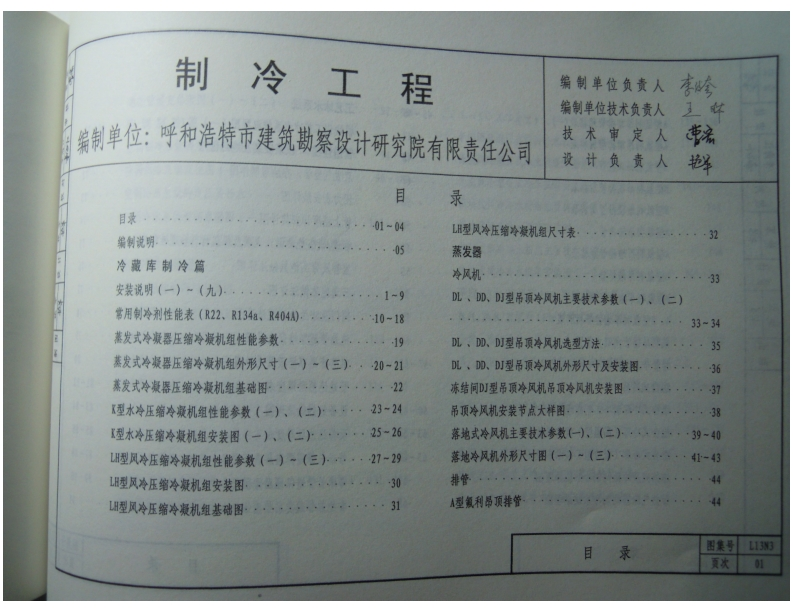 制冷工程
编制单位：呼和浩特市建筑勘察设计研究院有限责任公司
编制单位负责人
编制单位技术负责人
技术审定人
设计负责人
目录
目录 01-04
编制说明 05
冷藏库制冷篇
安装说明（一）~（九） 1-9
常用制冷剂性能表（R22、R134a、R404A） 10-18
蒸发式冷凝器压缩冷凝机组性能参数 19
蒸发式冷凝器压缩冷凝机组外形尺寸（一）~（三） 20-21
蒸发式冷凝器压缩冷凝机组基础图 22
K型水冷压缩冷凝机组性能参数（一）、（二） 23-24
K型水冷压缩冷凝机组安装图（一）、（二） 25-26
LH型风冷压缩冷凝机组性能参数（一）~（三） 27-29
LH型风冷压缩冷凝机组安装图 30
LH型风冷压缩冷凝机组基础图 31
LH型风冷压缩冷凝机组尺寸表 32
蒸发器
冷风机 33
DL、DD、DJ型吊顶冷风机主要技术参数（一）、（二）
33-34
DL、DD、DJ型吊顶冷风机选型方法 35
DL、DD、DJ型吊顶冷风机外形尺寸及安装图 36
冻结间DJ型吊顶冷风机吊顶冷风机安装图 37
吊顶冷风机安装节点大样图 38
落地式冷风机主要技术参数（一）、（二） 39-40
落地冷风机外形尺寸图（一）~（三） 41-43
排管 44
A型氟利昂顶排管 44
目录
图集号 L13N3
页次 01